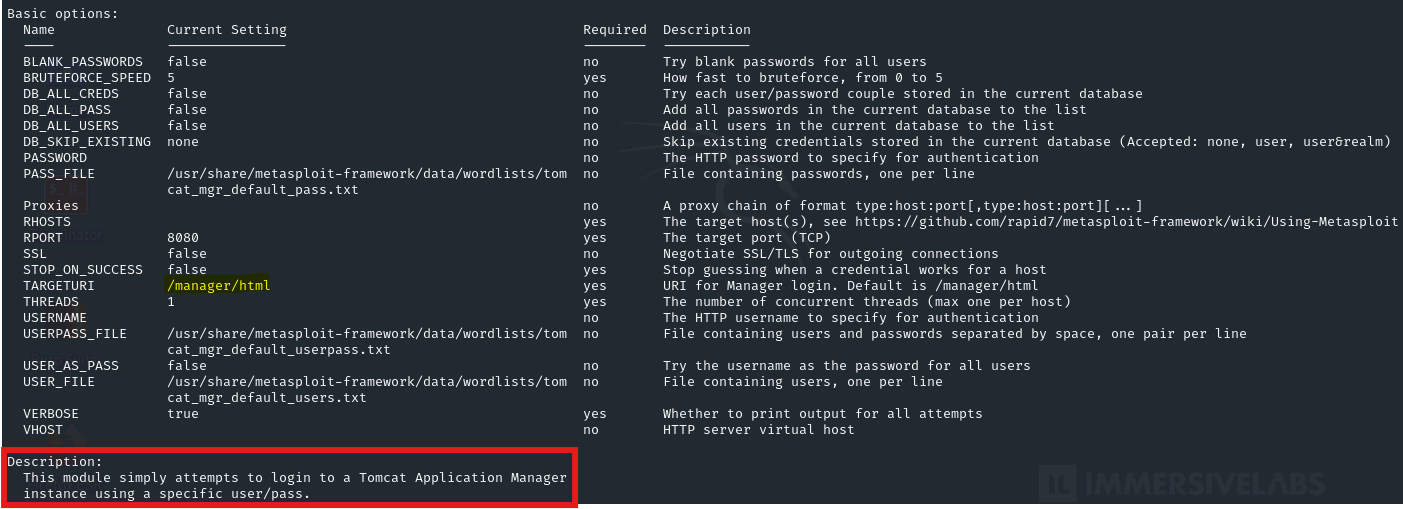 Basic options:
Name Current Setting Required Description
---- --------------- -------- -----------
BLANK_PASSWORDS false no Try blank passwords for all users
BRUTEFORCE_SPEED 5 yes How fast to bruteforce, from 0 to 5
DB_ALL_CREDS false no Try each user/password couple stored in the current database
DB_ALL_PASS false no Add all passwords in the current database to the list
DB_ALL_USERS false no Add all users in the current database to the list
DB_SKIP_EXISTING none no Skip existing credentials stored in the current database (Accepted: none, user, user&realm)
PASSWORD no The HTTP password to specify for authentication
PASS_FILE /usr/share/metasploit-framework/data/wordlists/tom no File containing passwords, one per line
cat_mgr_default_pass.txt
Proxies no A proxy chain of format type:host:port[,type:host:port][...]
RHOSTS yes The target host(s), see https://github.com/rapid7/metasploit-framework/wiki/Using-Metasploit
RPORT 8080 yes The target port (TCP)
SSL false no Negotiate SSL/TLS for outgoing connections
STOP_ON_SUCCESS false yes Stop guessing when a credential works for a host
TARGETURI /manager/html yes URI for Manager login. Default is /manager/html
THREADS 1 yes The number of concurrent threads (max one per host)
USERNAME no The HTTP username to specify for authentication
USERPASS_FILE /usr/share/metasploit-framework/data/wordlists/tom no File containing users and passwords separated by space, one pair per line
cat_mgr_default_userpass.txt
USER_AS_PASS false no Try the username as the password for all users
USER_FILE /usr/share/metasploit-framework/data/wordlists/tom no File containing users, one per line
cat_mgr_default_users.txt
VERBOSE true yes Whether to print output for all attempts
VHOST no HTTP server virtual host
Description:
This module simply attempts to login to a Tomcat Application Manager
instance using a specific user/pass.
IL IMMERSIVELABS